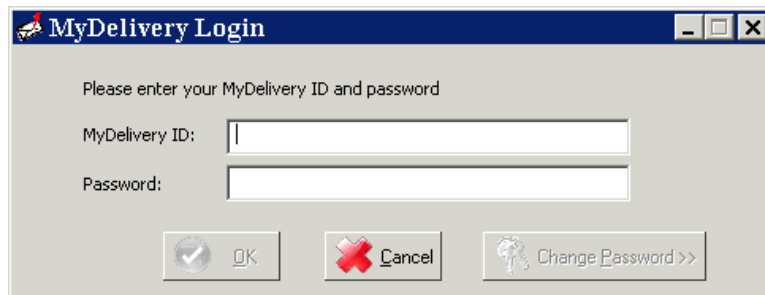 MyDelivery Login
Please enter your MyDelivery ID and password
MyDelivery ID:
Password:
OK Cancel Change Password >>